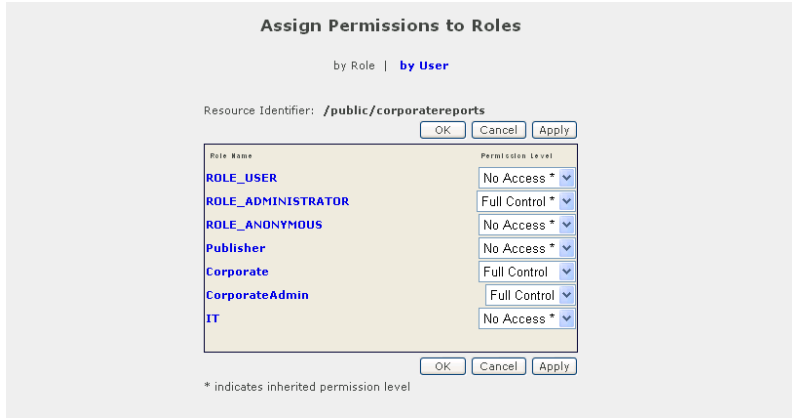 Assign Permissions to Roles
by Role | by User
Resource Identifier: /public/corporatereports
OK Cancel Apply
Role Name Permission Level
ROLE_USER No Access *
ROLE_ADMINISTRATOR Full Control *
ROLE_ANONYMOUS No Access *
Publisher No Access *
Corporate Full Control
CorporateAdmin Full Control
IT No Access *
OK Cancel Apply
* indicates inherited permission level